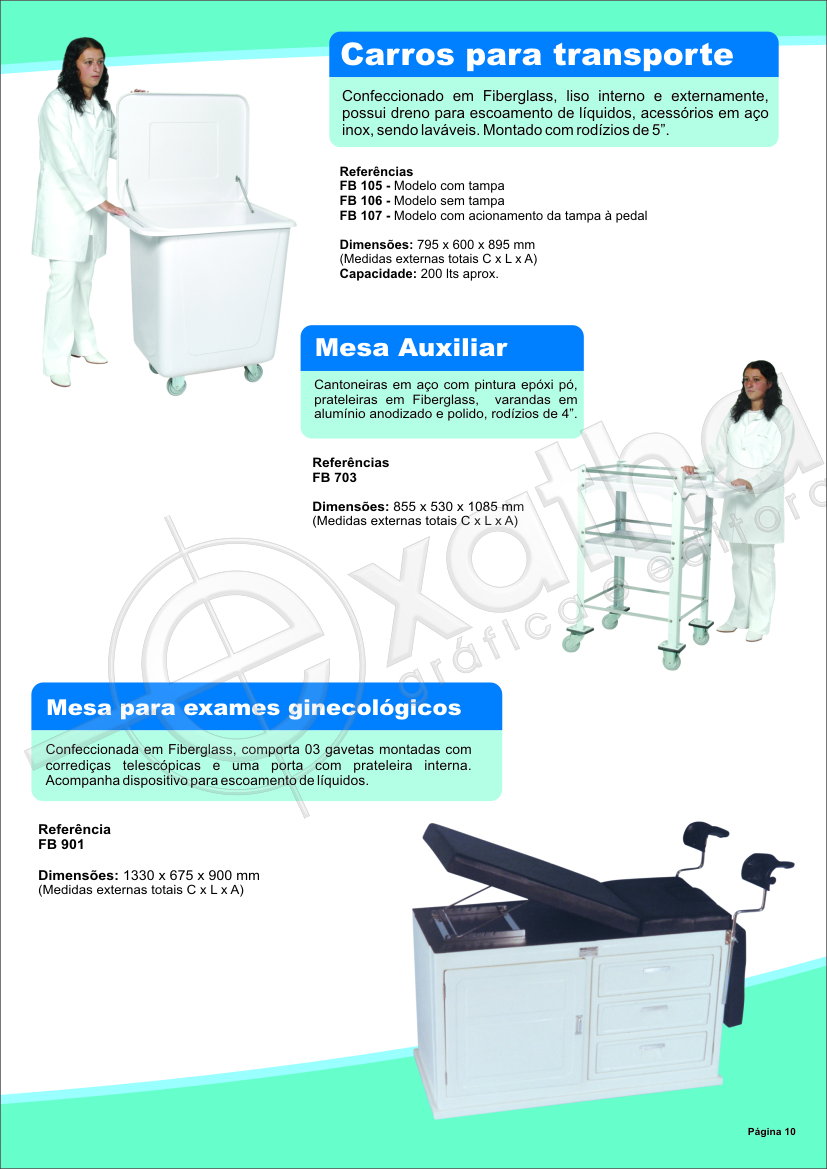 Carros para transporte
Confeccionado em Fiberglass, liso interno e externamente,
possui dreno para escoamento de líquidos, acessórios em aço
inox, sendo laváveis. Montado com rodízios de 5”.
Referências
FB 105 - Modelo com tampa
FB 106 - Modelo sem tampa
FB 107 - Modelo com acionamento da tampa à pedal
Dimensões: 795 x 600 x 895 mm
(Medidas externas totais C x L x A)
Capacidade: 200 lts aprox.
Mesa Auxiliar
Cantoneiras em aço com pintura epóxi pó,
prateleiras em Fiberglass, varandas em
alumínio anodizado e polido, rodízios de 4”.
Referências
FB 703
Dimensões: 855 x 530 x 1085 mm
(Medidas externas totais C x L x A)
exatha
gráfica e editora
Mesa para exames ginecológicos
Confeccionada em Fiberglass, comporta 03 gavetas montadas com
corrediças telescópicas e uma porta com prateleira interna.
Acompanha dispositivo para escoamento de líquidos.
Referência
FB 901
Dimensões: 1330 x 675 x 900 mm
(Medidas externas totais C x L x A)
Página 10